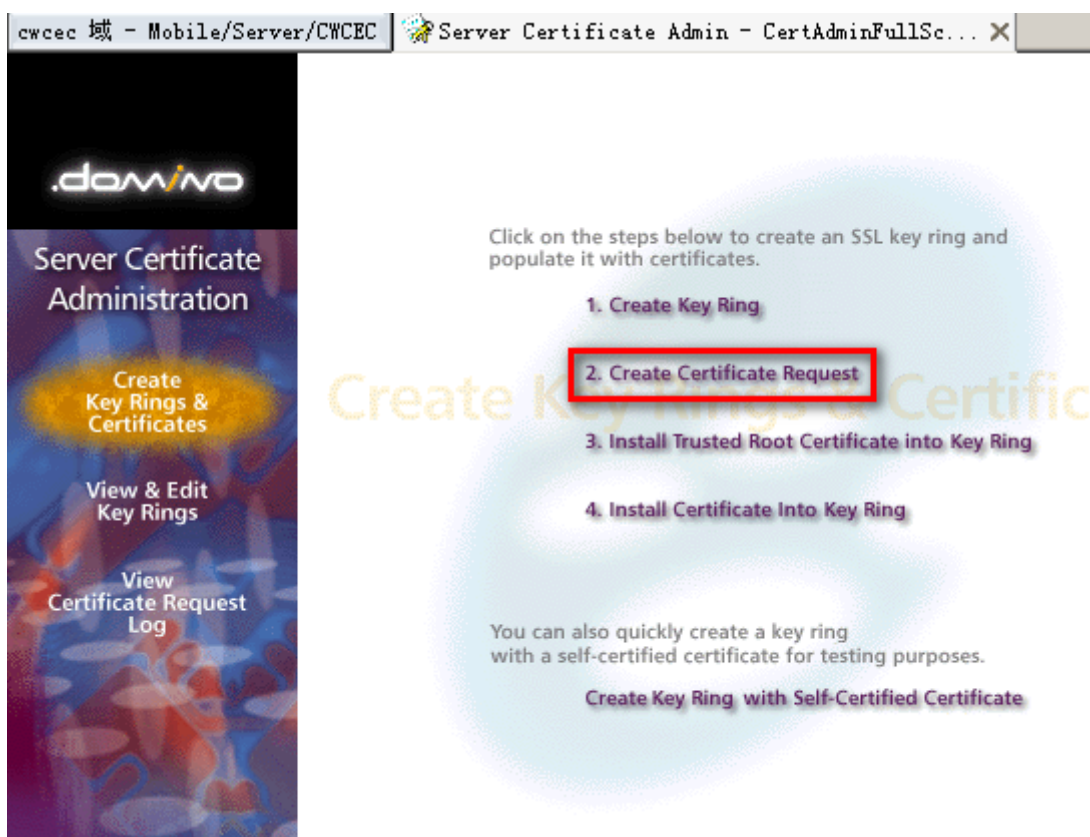 cwcec 域 - Mobile/Server/CWCEC
Server Certificate Admin - CertAdminFullSc...
.domino
Server Certificate
Administration
Create
Key Rings &
Certificates
View & Edit
Key Rings
View
Certificate Request
Log
Click on the steps below to create an SSL key ring and
populate it with certificates.
1. Create Key Ring
2. Create Certificate Request
Create Key Rings & Certific
3. Install Trusted Root Certificate into Key Ring
4. Install Certificate Into Key Ring
You can also quickly create a key ring
with a self-certified certificate for testing purposes.
Create Key Ring with Self-Certified Certificate